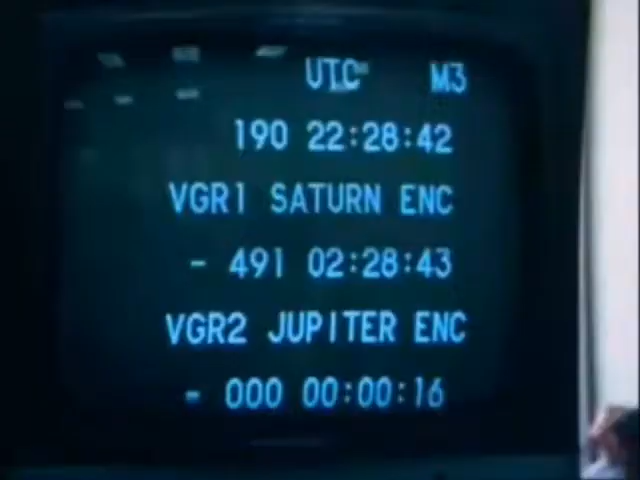 UTC M3
190 22:28:42
VGR1 SATURN ENC
- 491 02:28:43
VGR2 JUPITER ENC
- 000 00:00:16